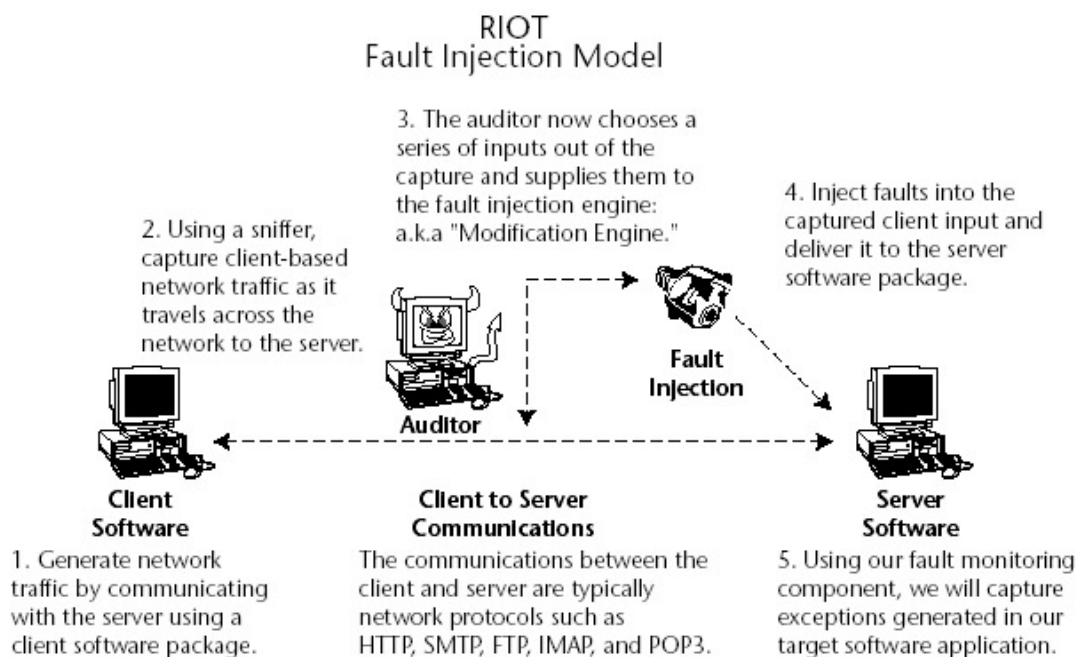 RIOT
Fault Injection Model
3. The auditor now chooses a
series of inputs out of the
capture and supplies them to
the fault injection engine:
a.k.a "Modification Engine."
4. Inject faults into the
captured client input and
deliver it to the server
software package.
2. Using a sniffer,
capture client-based
network traffic as it
travels across the
network to the server.
Fault
Injection
Auditor
Client
Software
1. Generate network
traffic by communicating
with the server using a
client software package.
Client to Server
Communications
The communications between the
client and server are typically
network protocols such as
HTTP, SMTP, FTP, IMAP, and POP3.
Server
Software
5. Using our fault monitoring
component, we will capture
exceptions generated in our
target software application.